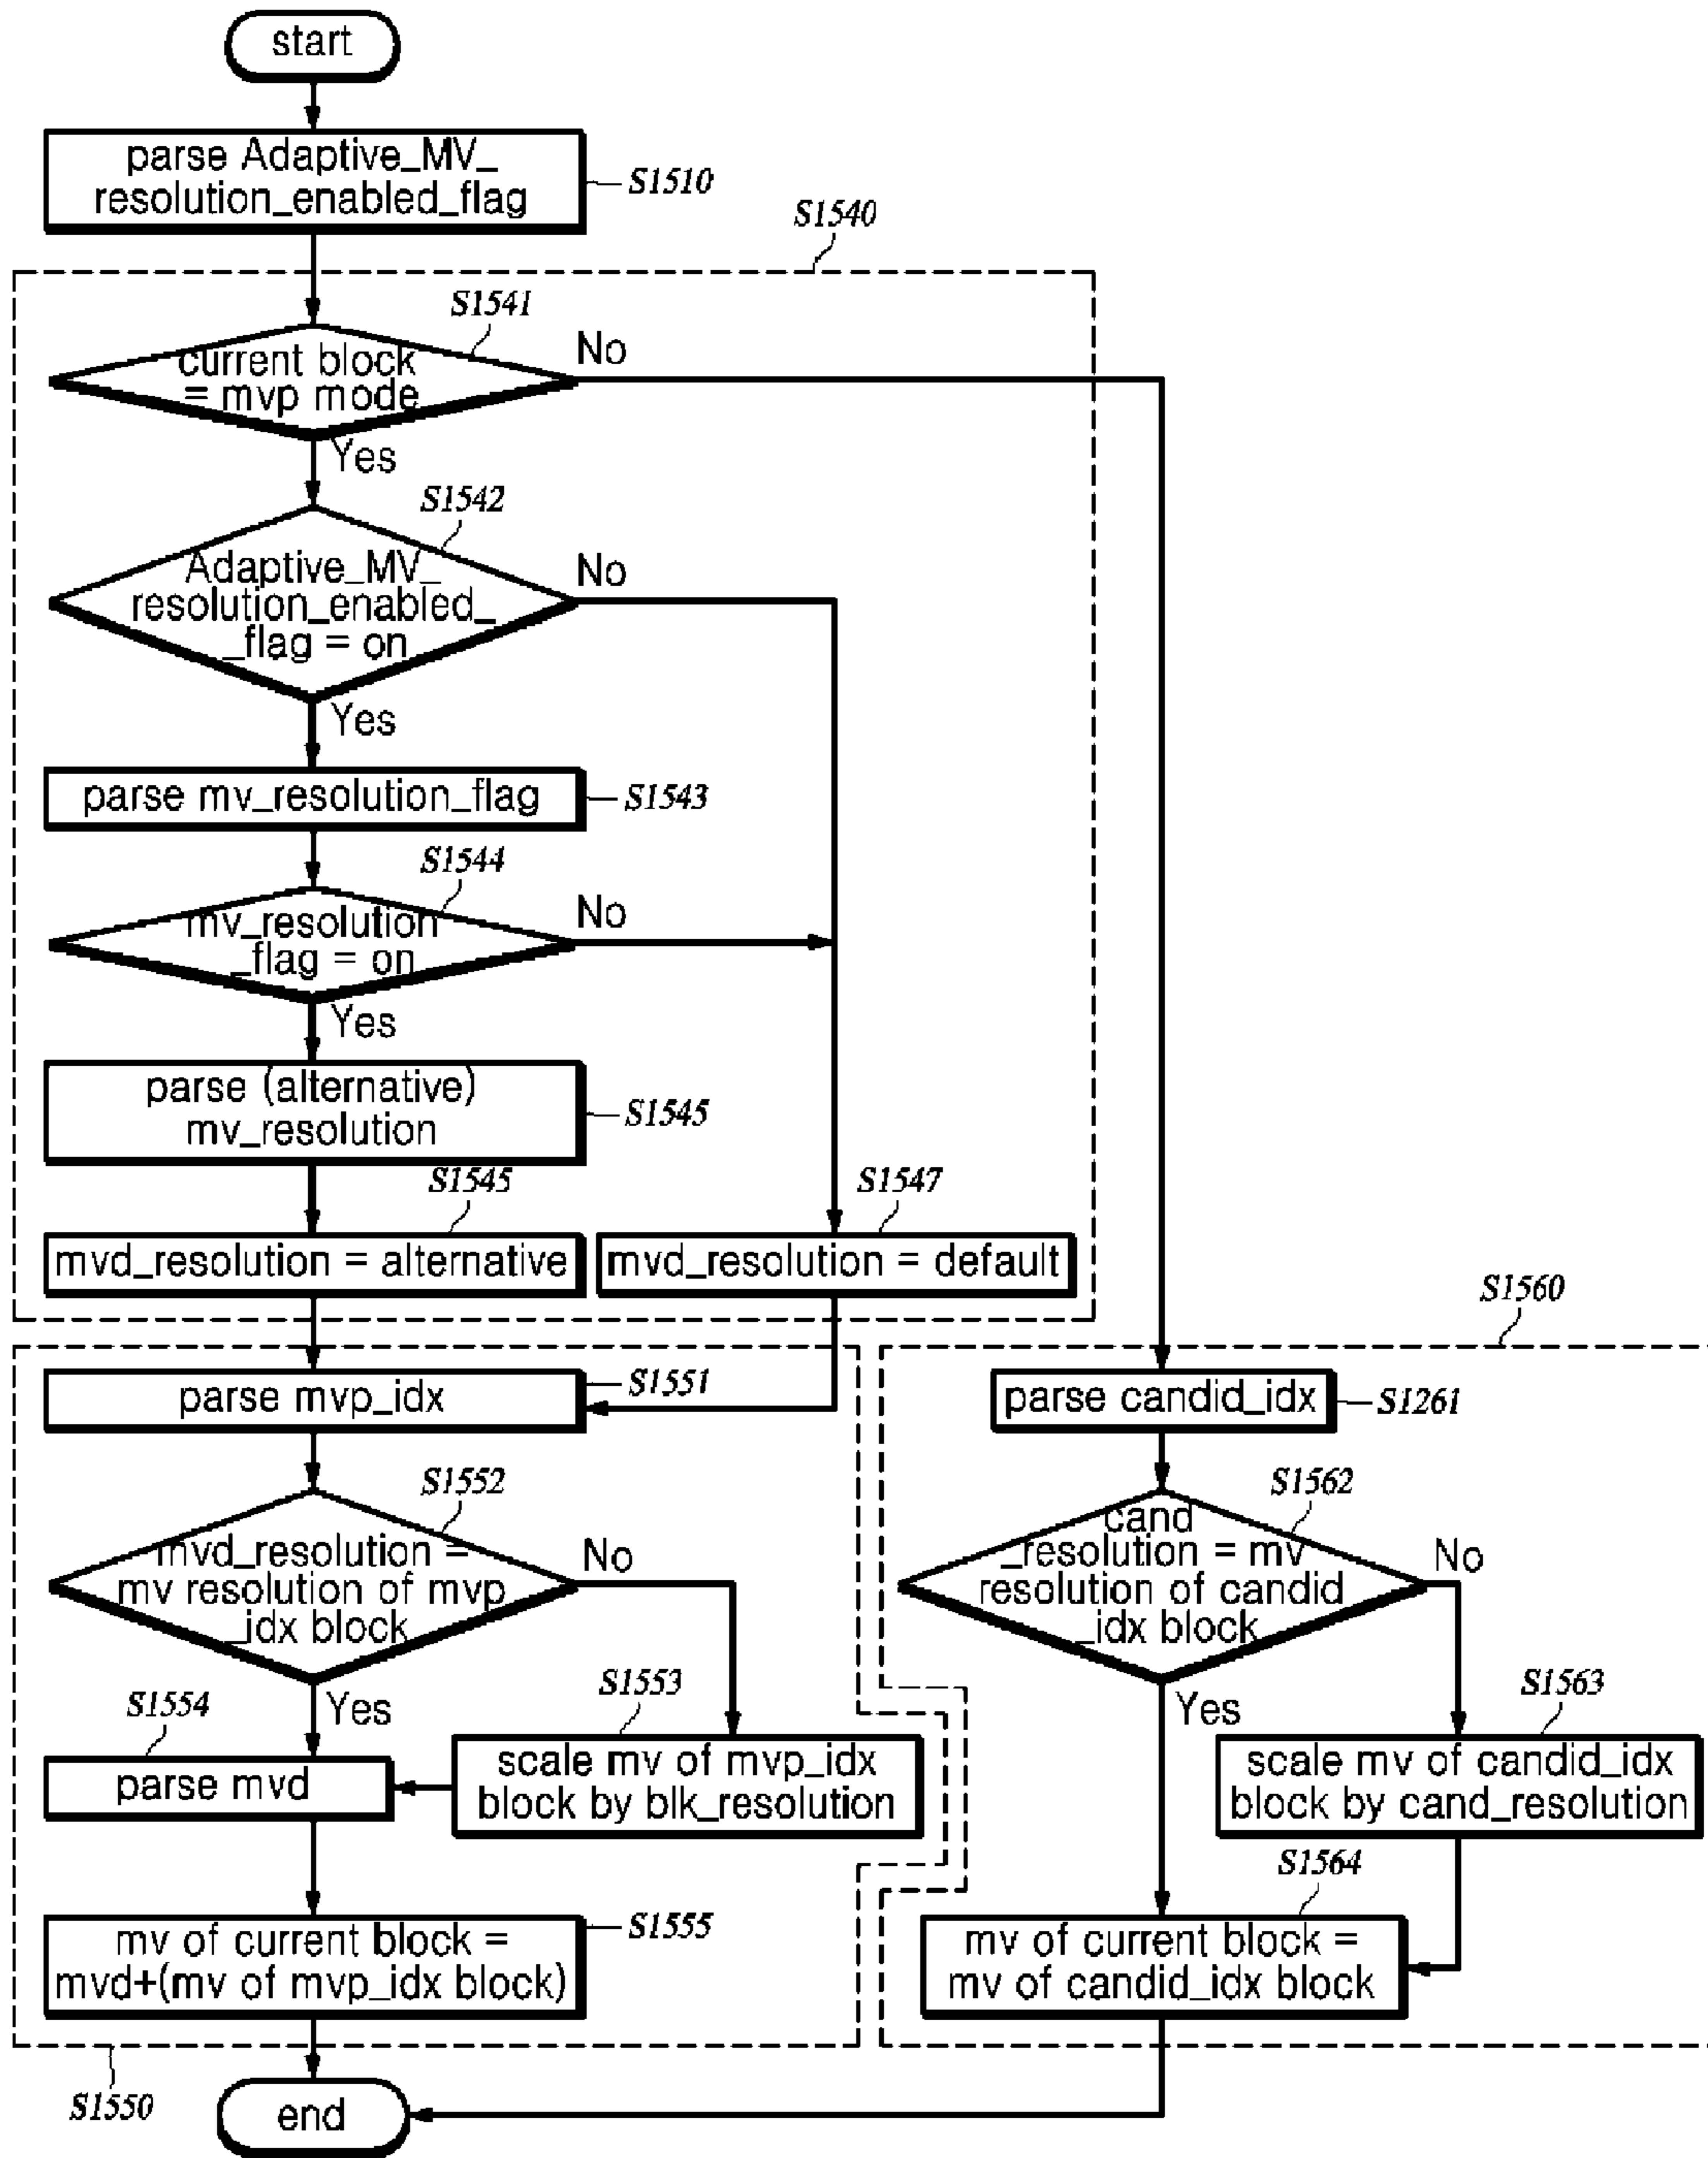 start
parse Adaptive_MV_
resolution_enabled_flag
S1510
S1540
S1541
current block
= mvp mode
No
Yes
S1542
Adaptive_MV_
resolution_enabled_
_flag = on
No
Yes
parse mv_resolution_flag
S1543
S1544
mv_resolution
_flag = on
No
Yes
parse (alternative)
mv_resolution
S1545
S1545
mvd_resolution = alternative
S1547
mvd_resolution = default
S1560
parse mvp_idx
S1551
parse candid_idx
S1261
S1552
mvd_resolution =
mv resolution of mvp
_idx block
No
Yes
S1562
cand
_resolution = mv
resolution of candid
_idx block
No
Yes
S1554
parse mvd
S1553
scale mv of mvp_idx
block by blk_resolution
S1563
scale mv of candid_idx
block by cand_resolution
mv of current block =
mvd+(mv of mvp_idx block)
S1555
S1564
mv of current block =
mv of candid_idx block
S1550
end